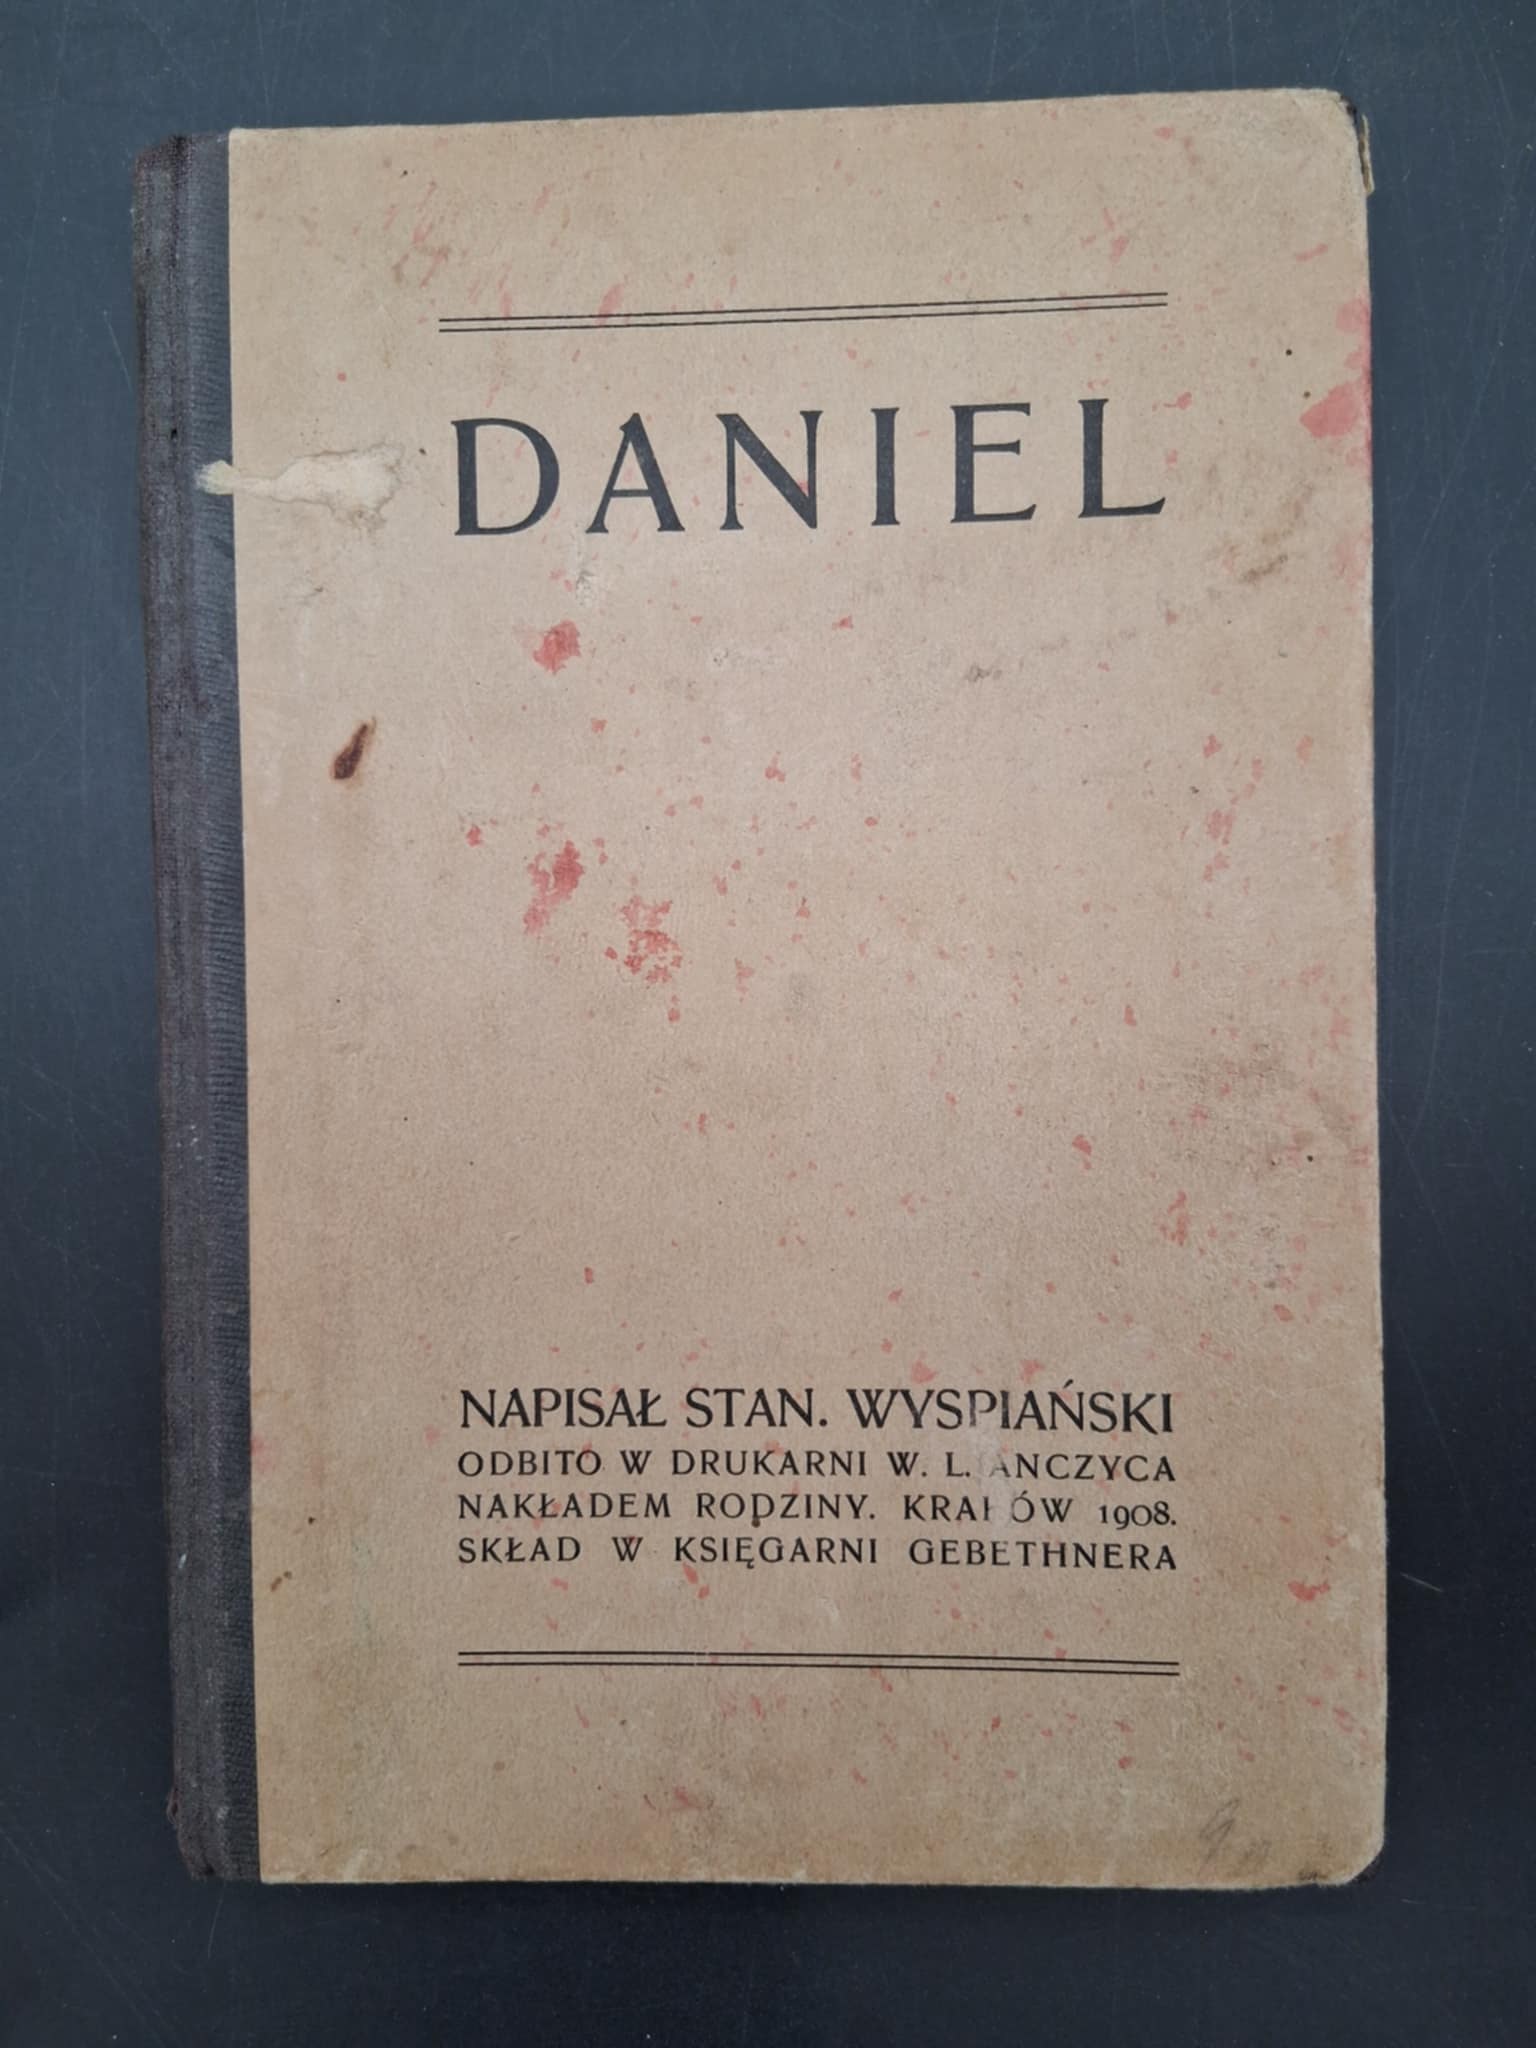 DANIEL
NAPISAŁ STAN. WYSPIAŃSKI
ODBITO W DRUKARNI W. L. ANCZYCA
NAKŁADEM RODZINY. KRAKÓW 1908.
SKŁAD W KSIĘGARNI GEBETHNERA